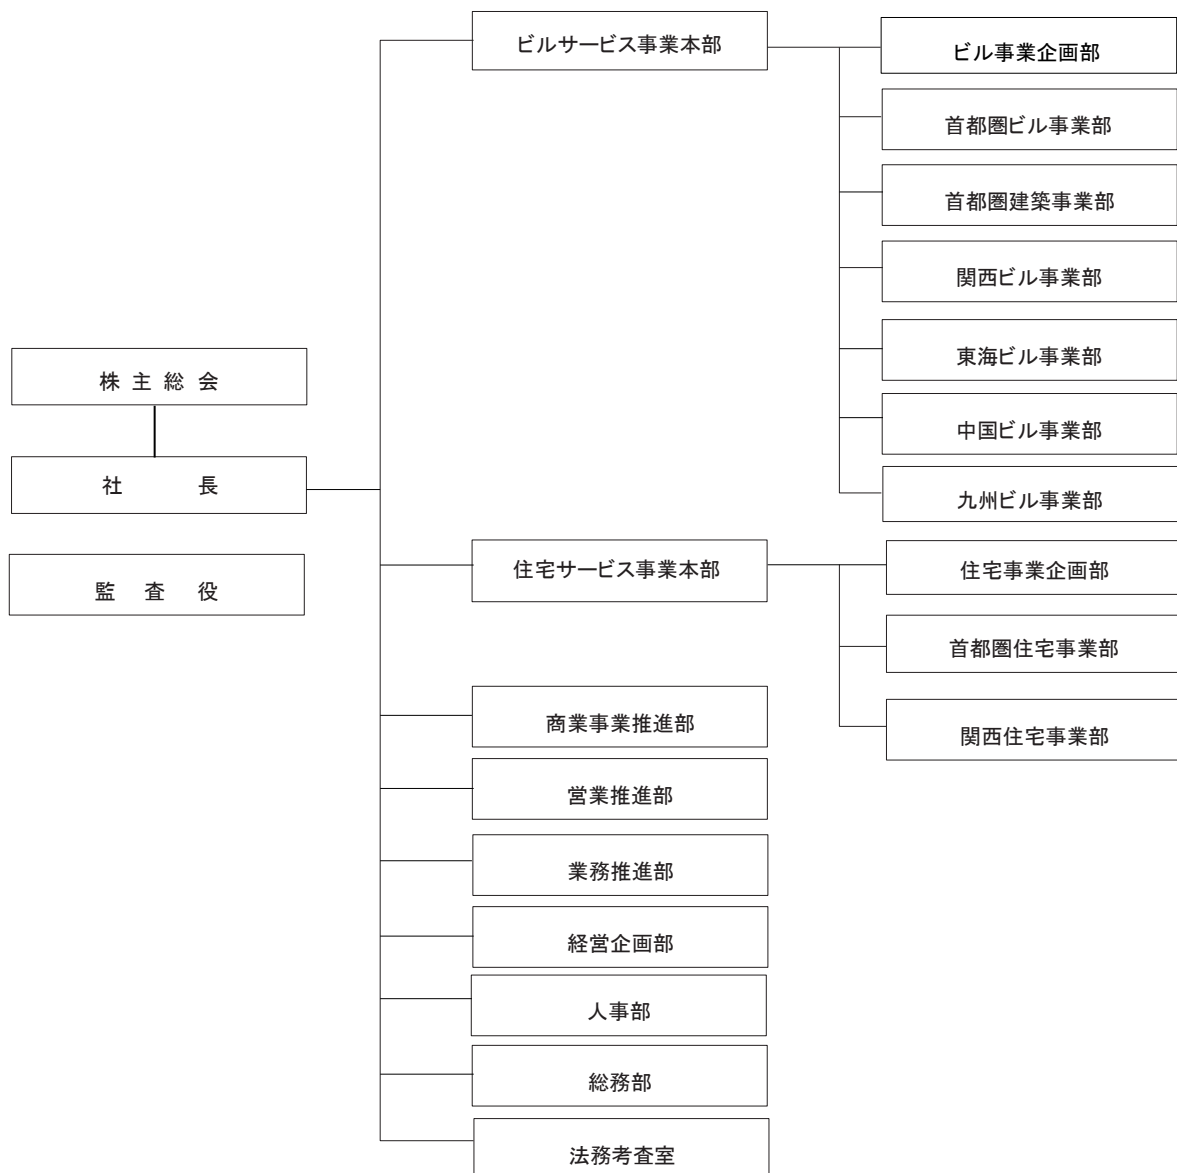 株主総会
社長
監査役
ビルサービス事業本部
ビル事業企画部
首都圏ビル事業部
首都圏建築事業部
関西ビル事業部
東海ビル事業部
中国ビル事業部
九州ビル事業部
住宅サービス事業本部
住宅事業企画部
首都圏住宅事業部
関西住宅事業部
商業事業推進部
営業推進部
業務推進部
経営企画部
人事部
総務部
法務考査室